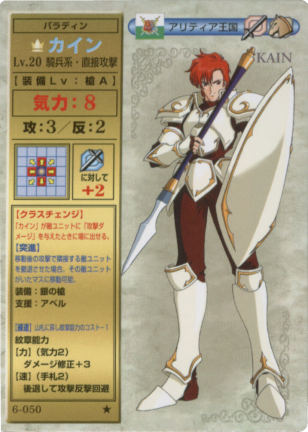 パラディン
カイン
Lv.20 騎兵系・直接攻撃
【装備Lv：槍A】
気力：8
攻：3／反：2
に対して
+2
【クラスチェンジ】
「カイン」が敵ユニットに「攻撃ダ
メージ」を与えたときに場に出せる。
【突進】
移動後の攻撃で隣接する敵ユニット
を撤退させた場合、その敵ユニット
がいたマスに移動可能。
装備：銀の槍
支援：アベル
紋章能力
[力]（気力2）
ダメージ修正+3
[速]（手札2）
後退して攻撃反撃回避
6-050
★
アリティア王国
KAIN